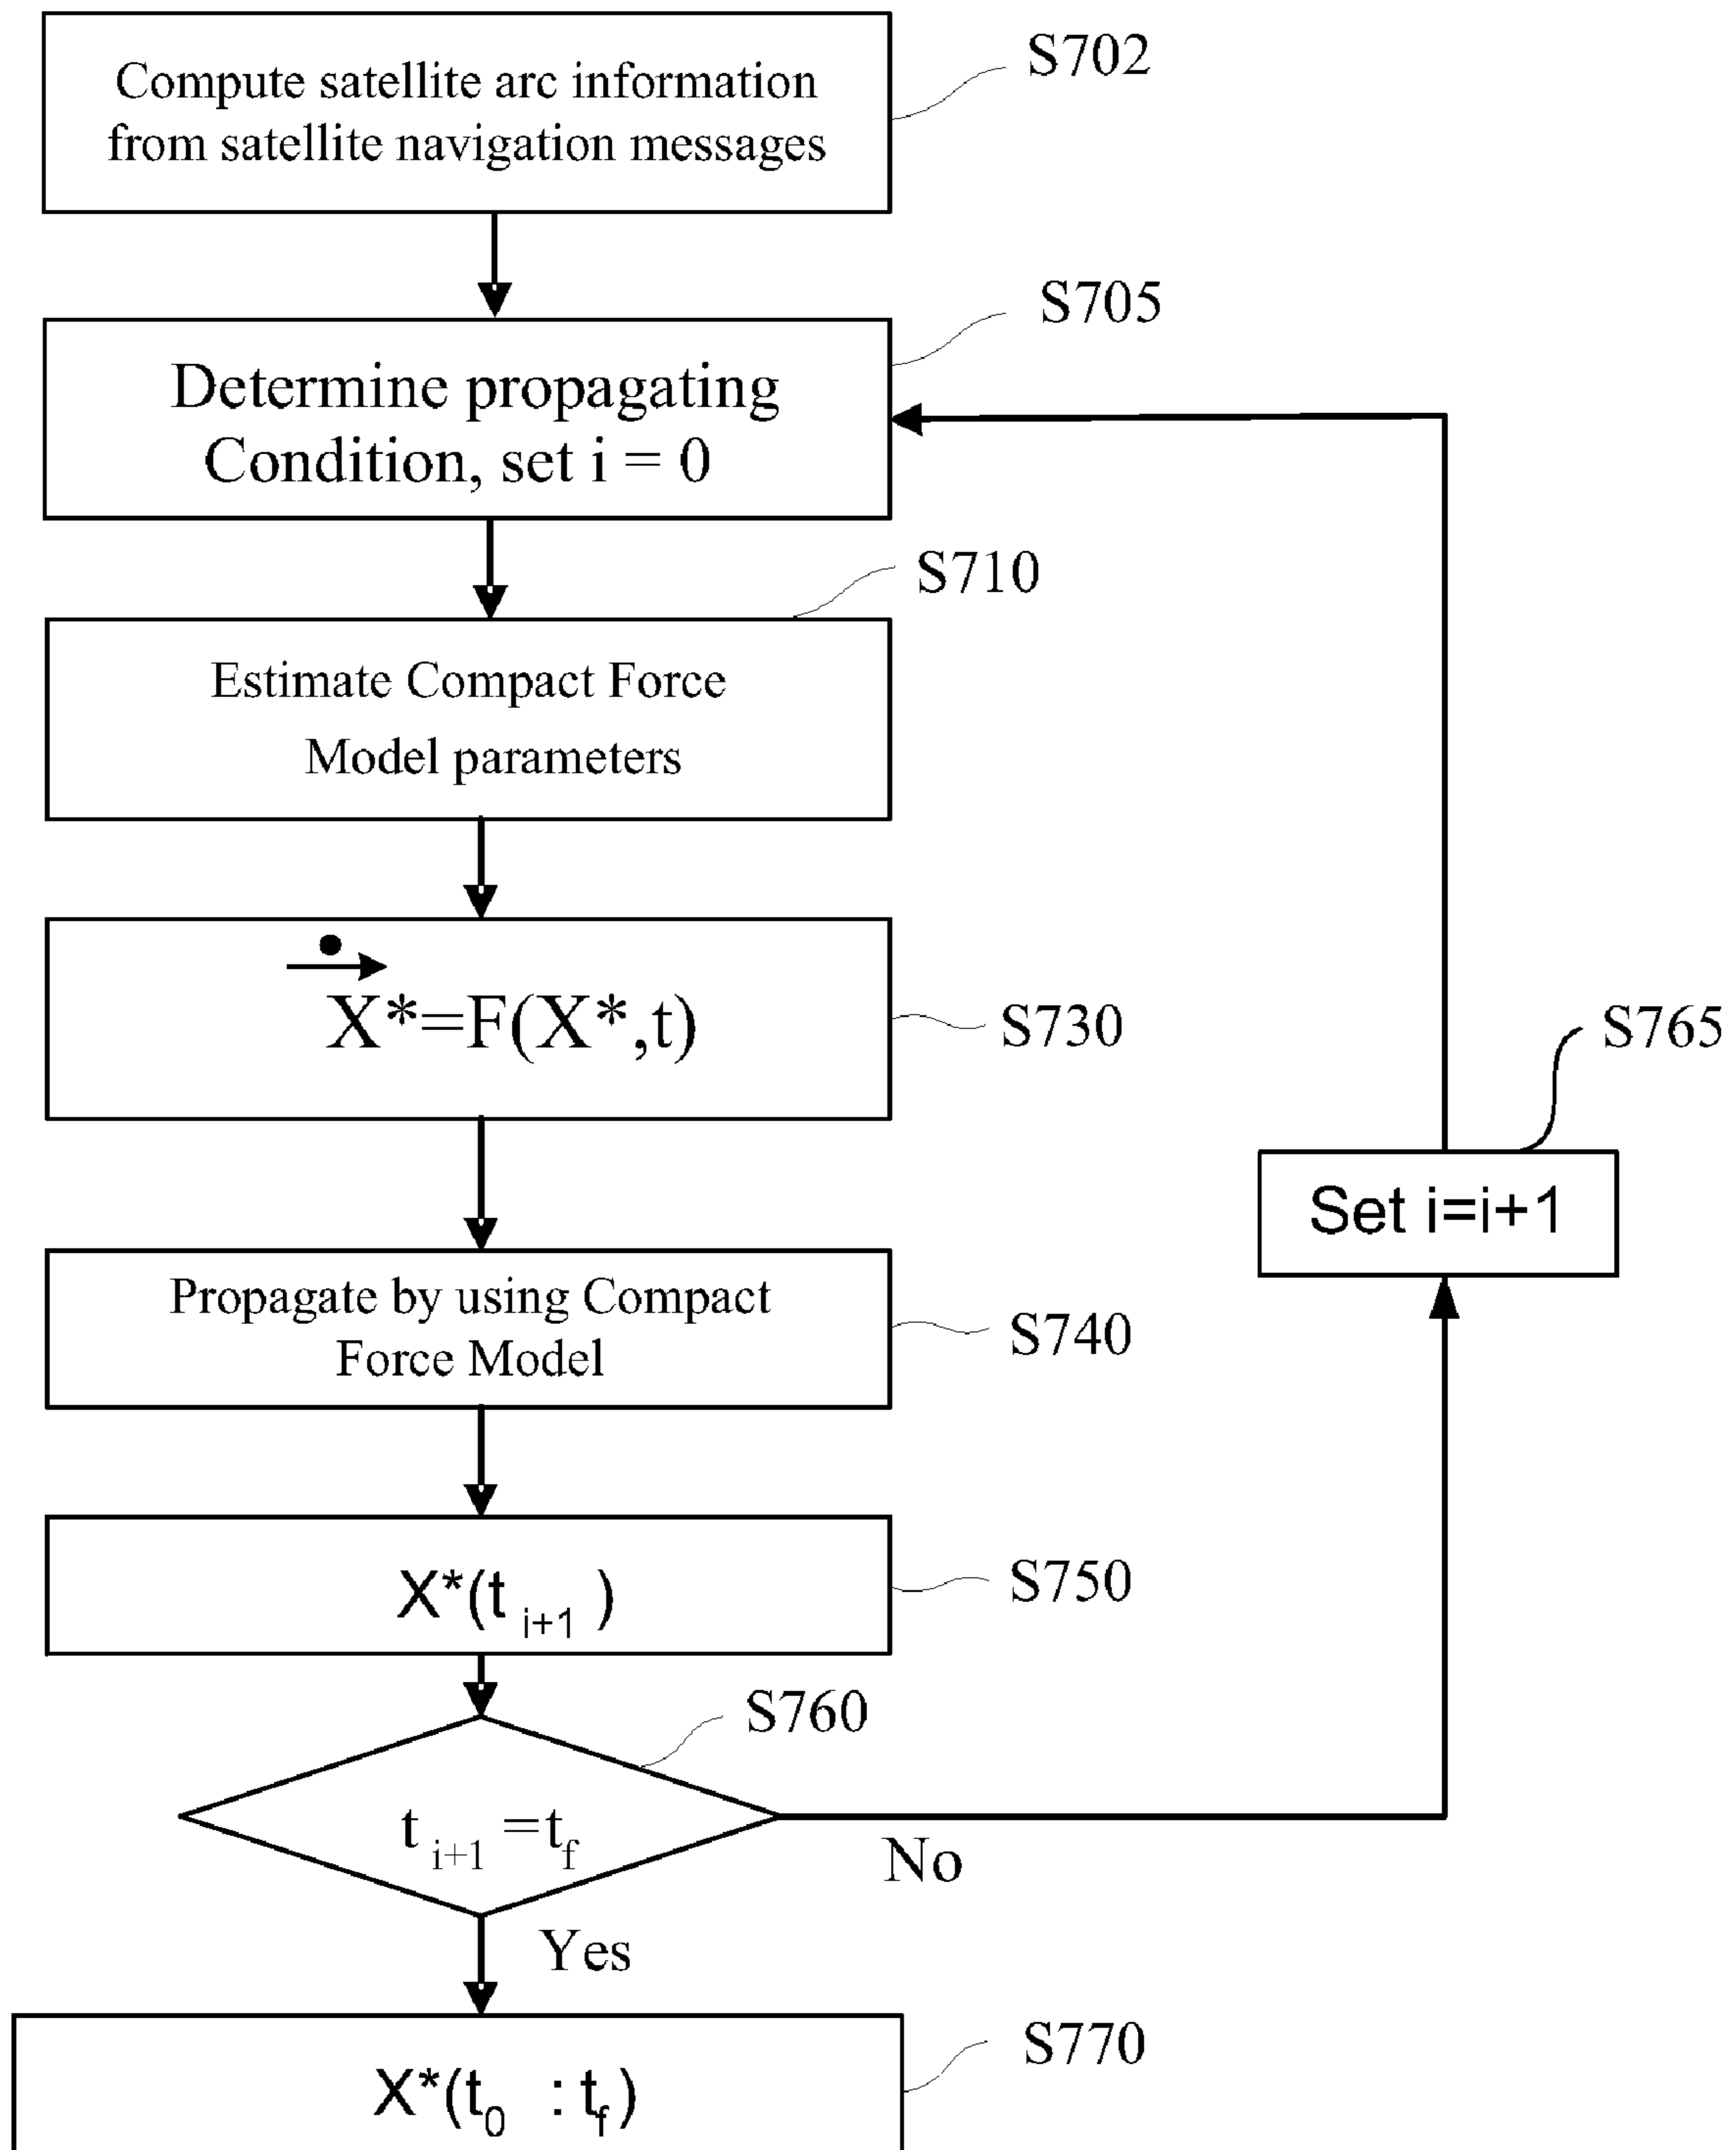 Compute satellite arc information
from satellite navigation messages
S702
Determine propagating
Condition, set i = 0
S705
Estimate Compact Force
Model parameters
S710
X*=F(X*,t)
S730
Set i=i+1
S765
Propagate by using Compact
Force Model
S740
X*(t i+1 )
S750
t i+1 =tf
S760
No
Yes
X*(t0 : tf)
S770